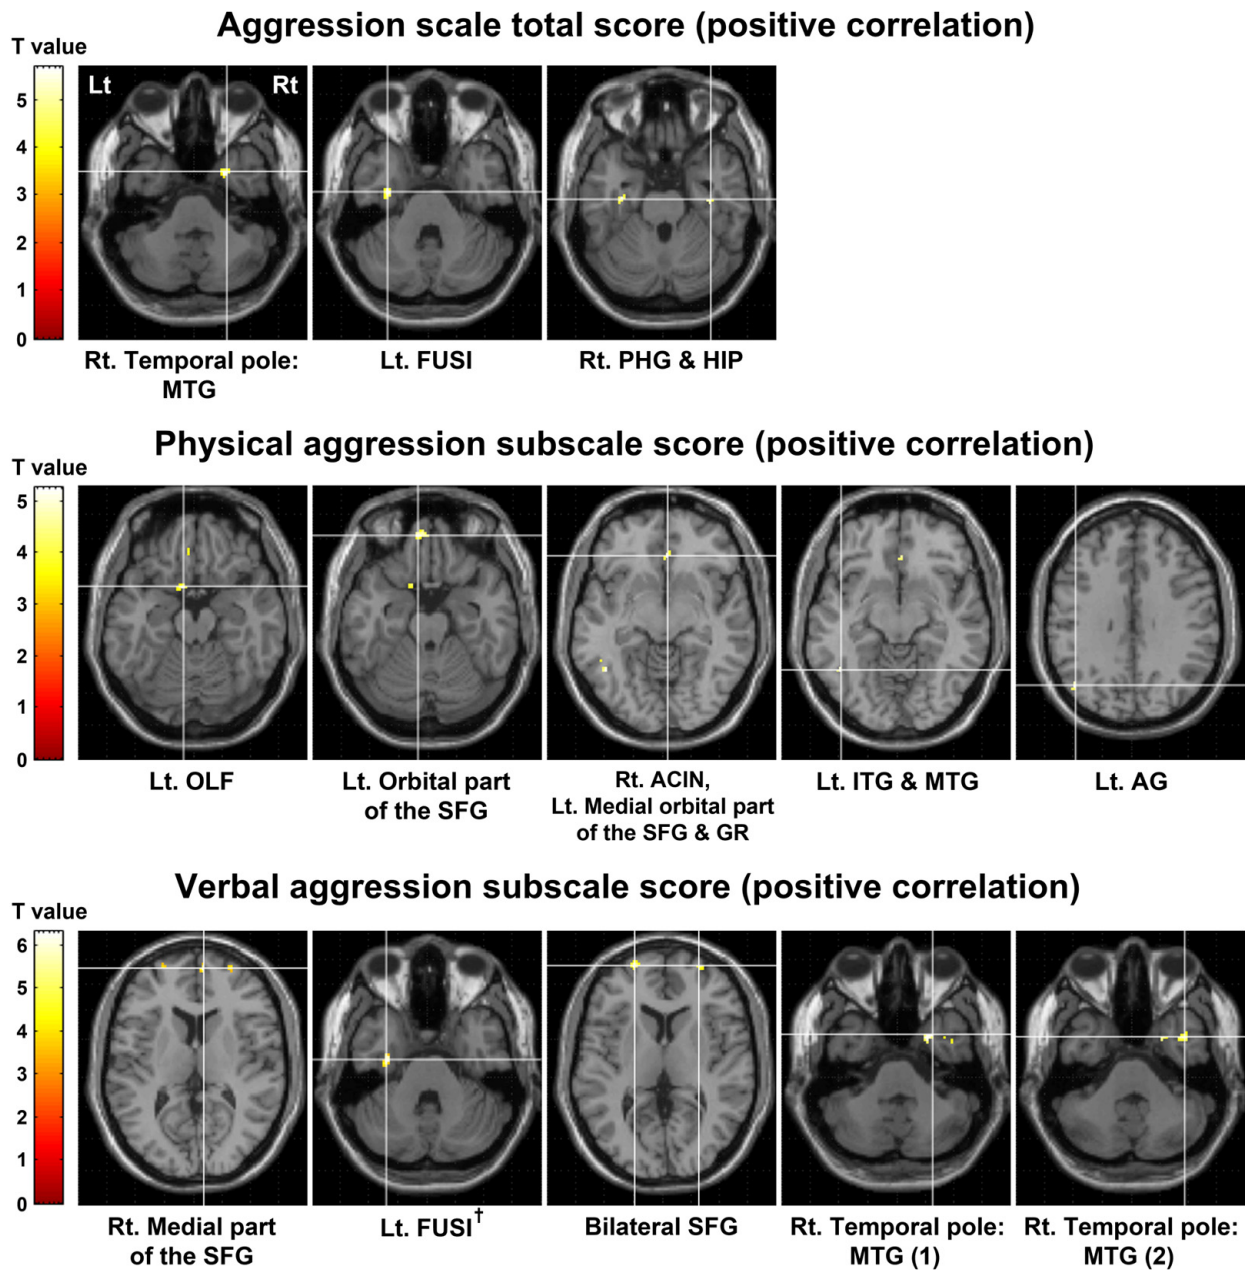 Aggression scale total score (positive correlation)
T value
5
4
3
2
1
0
Lt Rt
Rt. Temporal pole:
MTG
Lt. FUSI
Rt. PHG & HIP
Physical aggression subscale score (positive correlation)
T value
5
4
3
2
1
0
Lt. OLF
Lt. Orbital part
of the SFG
Rt. ACIN,
Lt. Medial orbital part
of the SFG & GR
Lt. ITG & MTG
Lt. AG
Verbal aggression subscale score (positive correlation)
T value
6
5
4
3
2
1
0
Rt. Medial part
of the SFG
Lt. FUSI†
Bilateral SFG
Rt. Temporal pole:
MTG (1)
Rt. Temporal pole:
MTG (2)